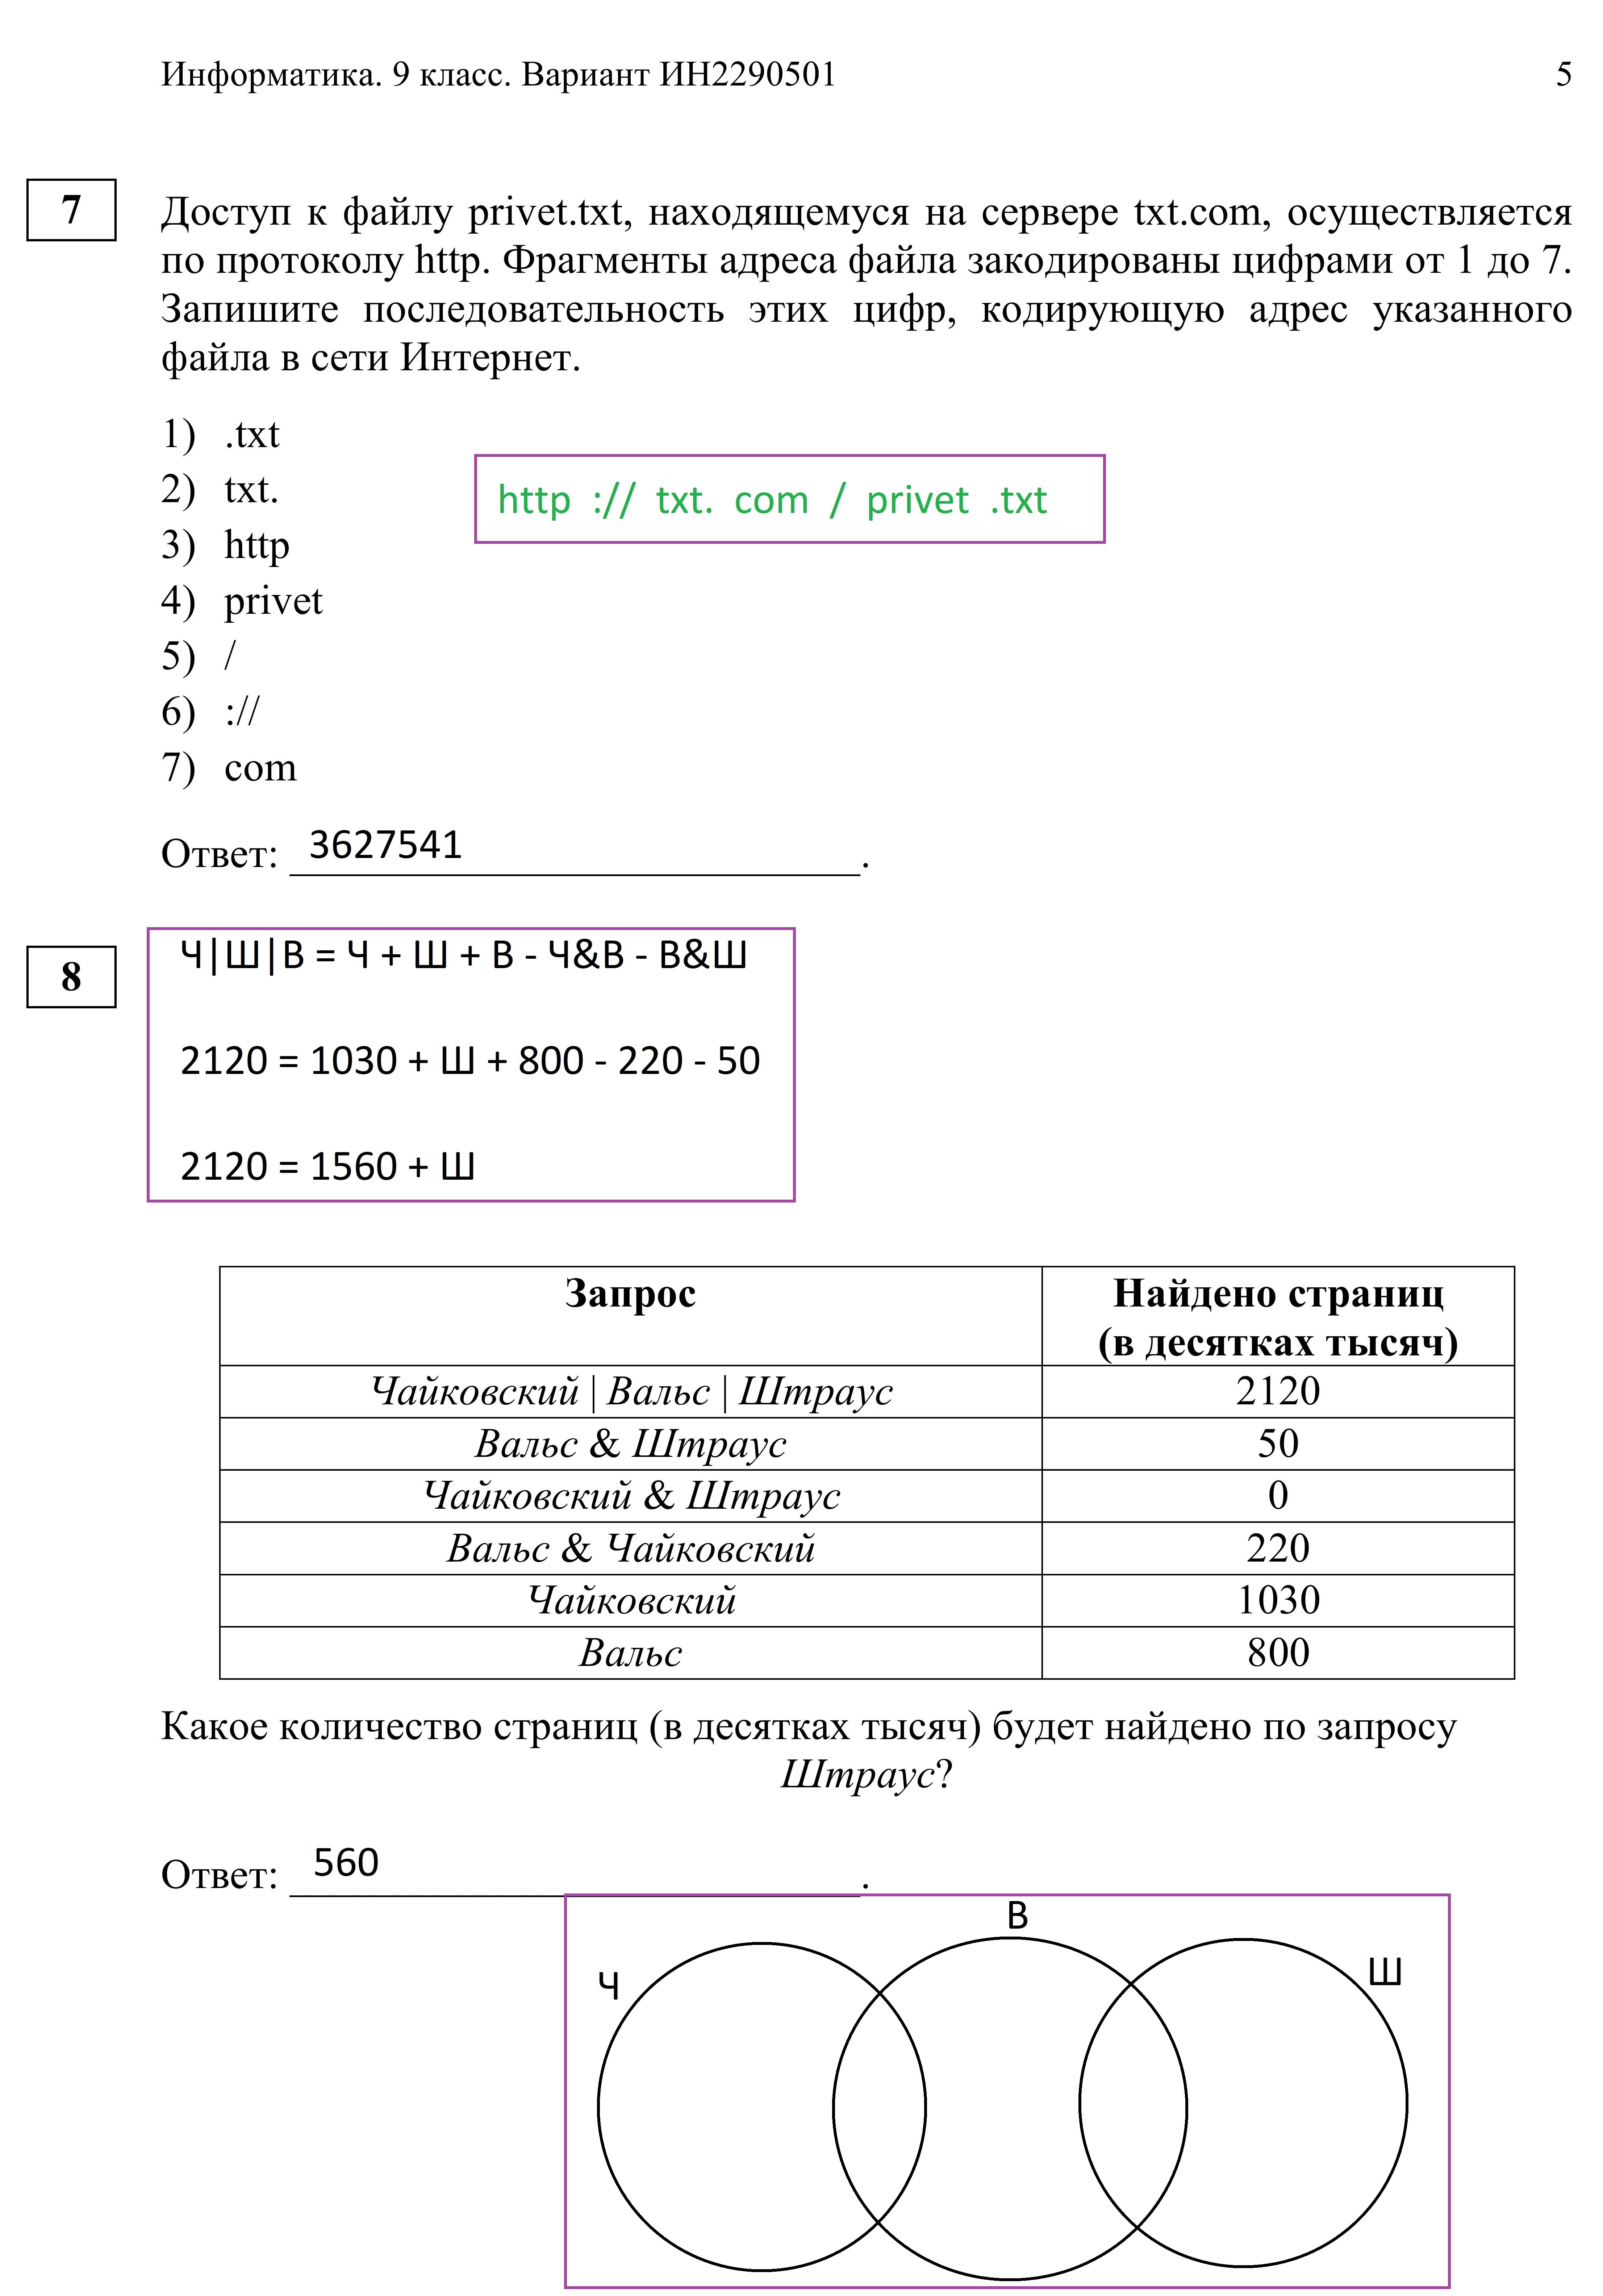 Информатика. 9 класс. Вариант ИН2290501 5
7
Доступ к файлу privet.txt, находящемуся на сервере txt.com, осуществляется
по протоколу http. Фрагменты адреса файла закодированы цифрами от 1 до 7.
Запишите последовательность этих цифр, кодирующую адрес указанного
файла в сети Интернет.
1) .txt
2) txt.
3) http
4) privet
5) /
6) ://
7) com
http :// txt. com / privet .txt
Ответ: 3627541.
8
Ч|Ш|В = Ч + Ш + В - Ч&В - В&Ш
2120 = 1030 + Ш + 800 - 220 - 50
2120 = 1560 + Ш
Запрос Найдено страниц
(в десятках тысяч)
Чайковский | Вальс | Штраус 2120
Вальс & Штраус 50
Чайковский & Штраус 0
Вальс & Чайковский 220
Чайковский 1030
Вальс 800
Какое количество страниц (в десятках тысяч) будет найдено по запросу
Штраус?
Ответ: 560.
В
Ч
Ш